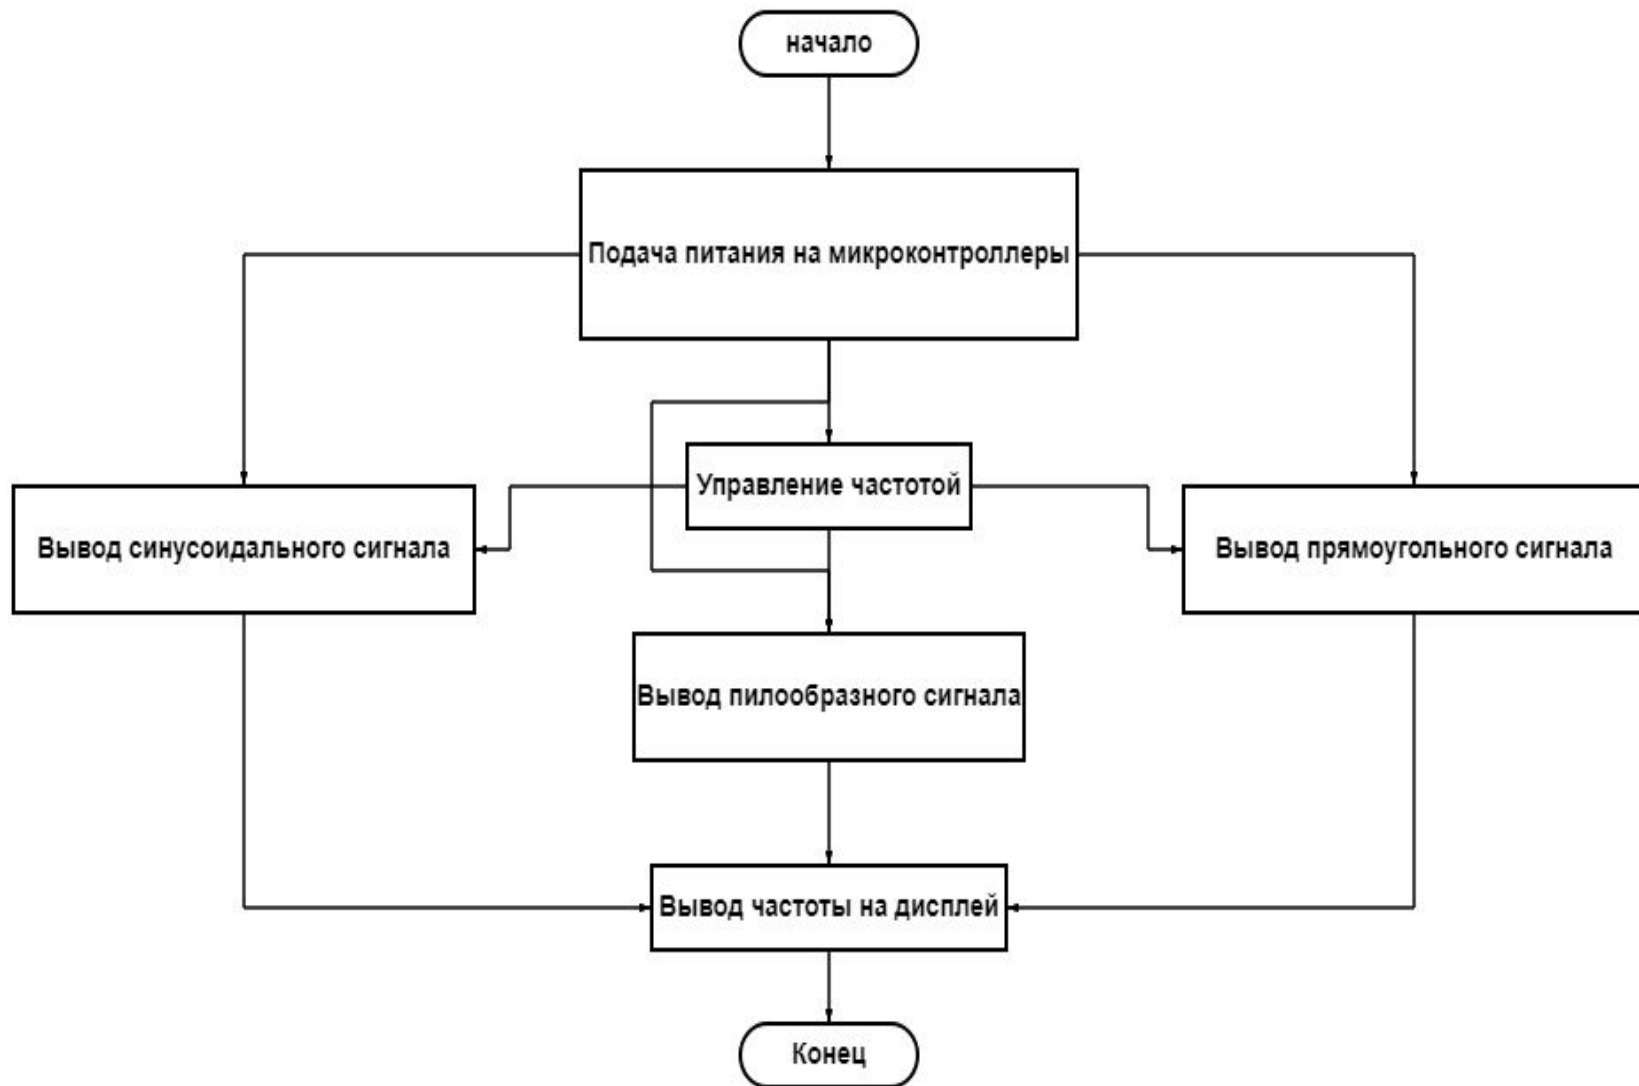 начало
Подача питания на микроконтроллеры
Управление частотой
Вывод синусоидального сигнала
Вывод прямоугольного сигнала
Вывод пилообразного сигнала
Вывод частоты на дисплей
Конец